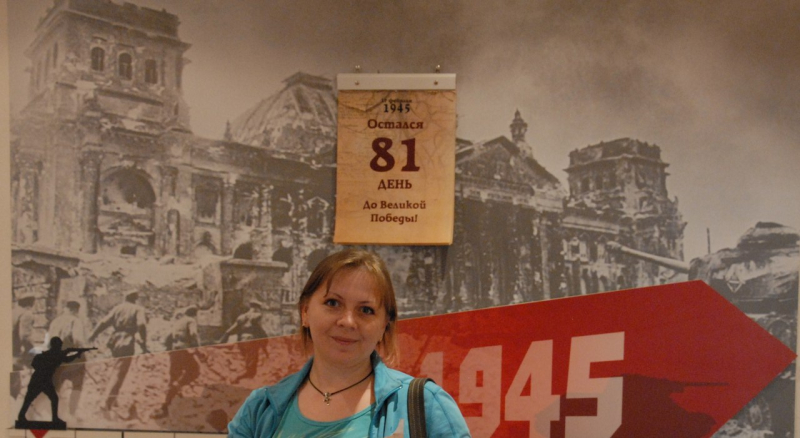 1945
Остался
81
ДЕНЬ
До Великой
Победы!
1945